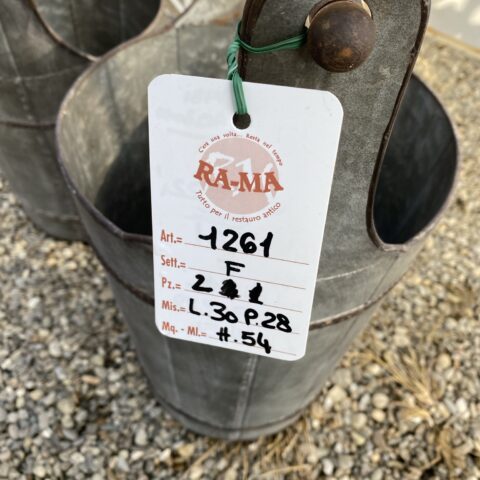 C'era una volta... Resta nel tempo
RA-MA
Tutto per il restauro antico
Art.= 1261
Sett.= F
Pz.= 2
Mis.= L.30 P.28
Mq. - Ml.= H.54